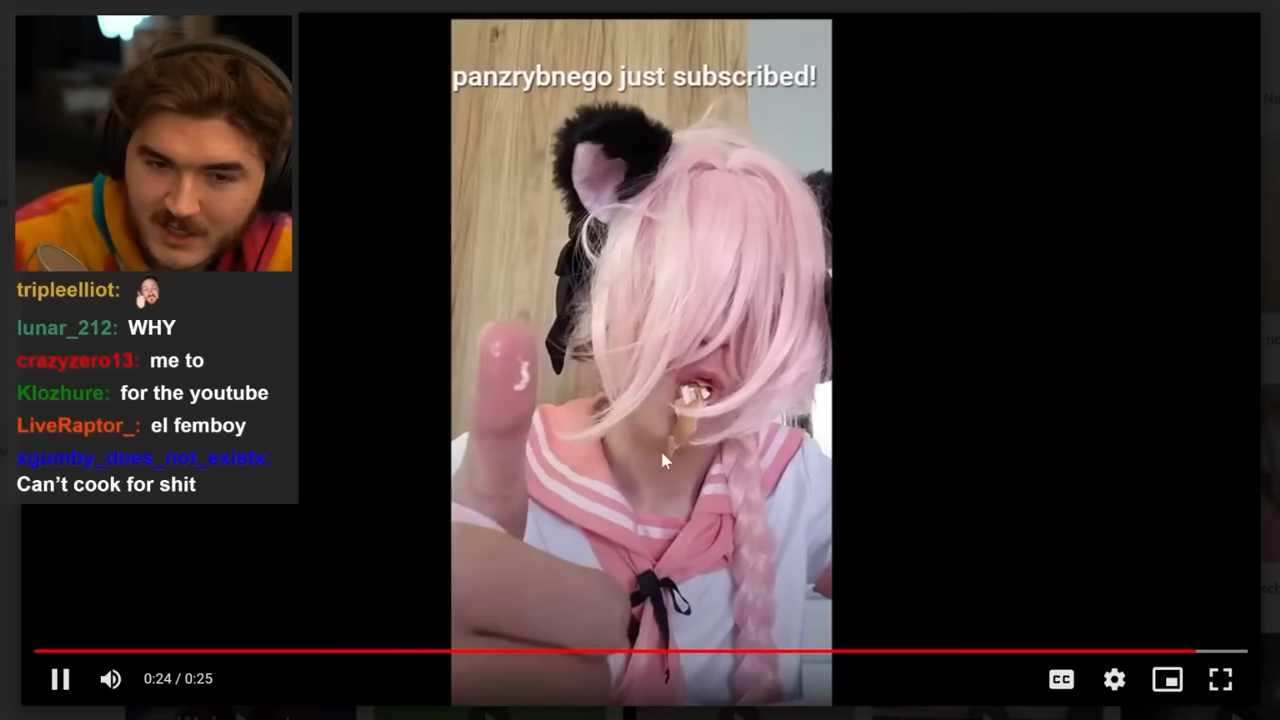 panzrybnego just subscribed!
tripleelliot:
lunar_212: WHY
crazyzero13: me to
Klozhure: for the youtube
LiveRaptor_: el femboy
xgumby_does_not_existx:
Can't cook for shit
0:24 / 0:25
CC